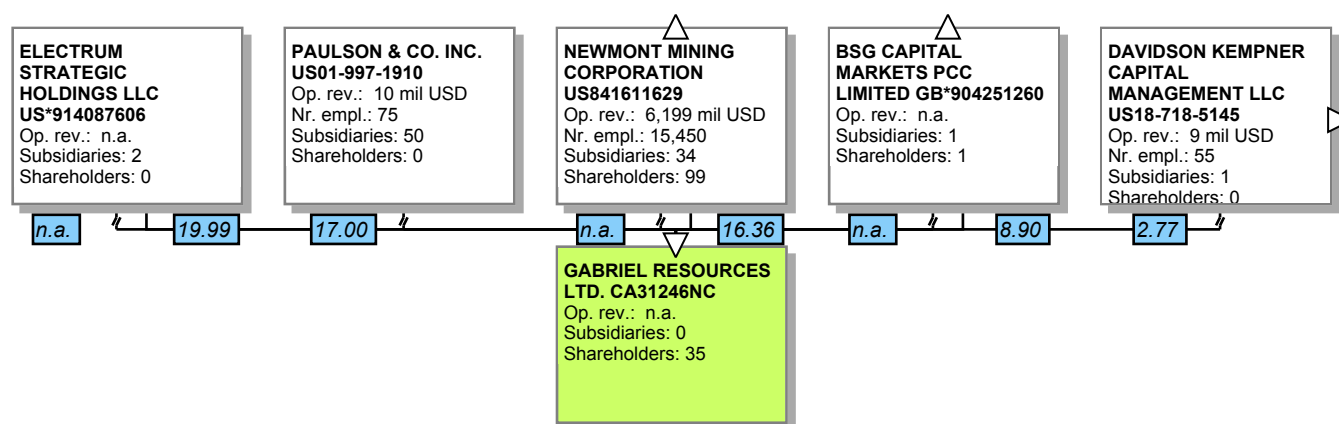 ELECTRUM
STRATEGIC
HOLDINGS LLC
US*914087606
Op. rev.: n.a.
Subsidiaries: 2
Shareholders: 0
PAULSON & CO. INC.
US01-997-1910
Op. rev.: 10 mil USD
Nr. empl.: 75
Subsidiaries: 50
Shareholders: 0
NEWMONT MINING
CORPORATION
US841611629
Op. rev.: 6,199 mil USD
Nr. empl.: 15,450
Subsidiaries: 34
Shareholders: 99
BSG CAPITAL
MARKETS PCC
LIMITED GB*904251260
Op. rev.: n.a.
Subsidiaries: 1
Shareholders: 1
DAVIDSON KEMPNER
CAPITAL
MANAGEMENT LLC
US18-718-5145
Op. rev.: 9 mil USD
Nr. empl.: 55
Subsidiaries: 1
Shareholders: 0
n.a.
19.99
17.00
n.a.
16.36
n.a.
8.90
2.77
GABRIEL RESOURCES
LTD. CA31246NC
Op. rev.: n.a.
Subsidiaries: 0
Shareholders: 35